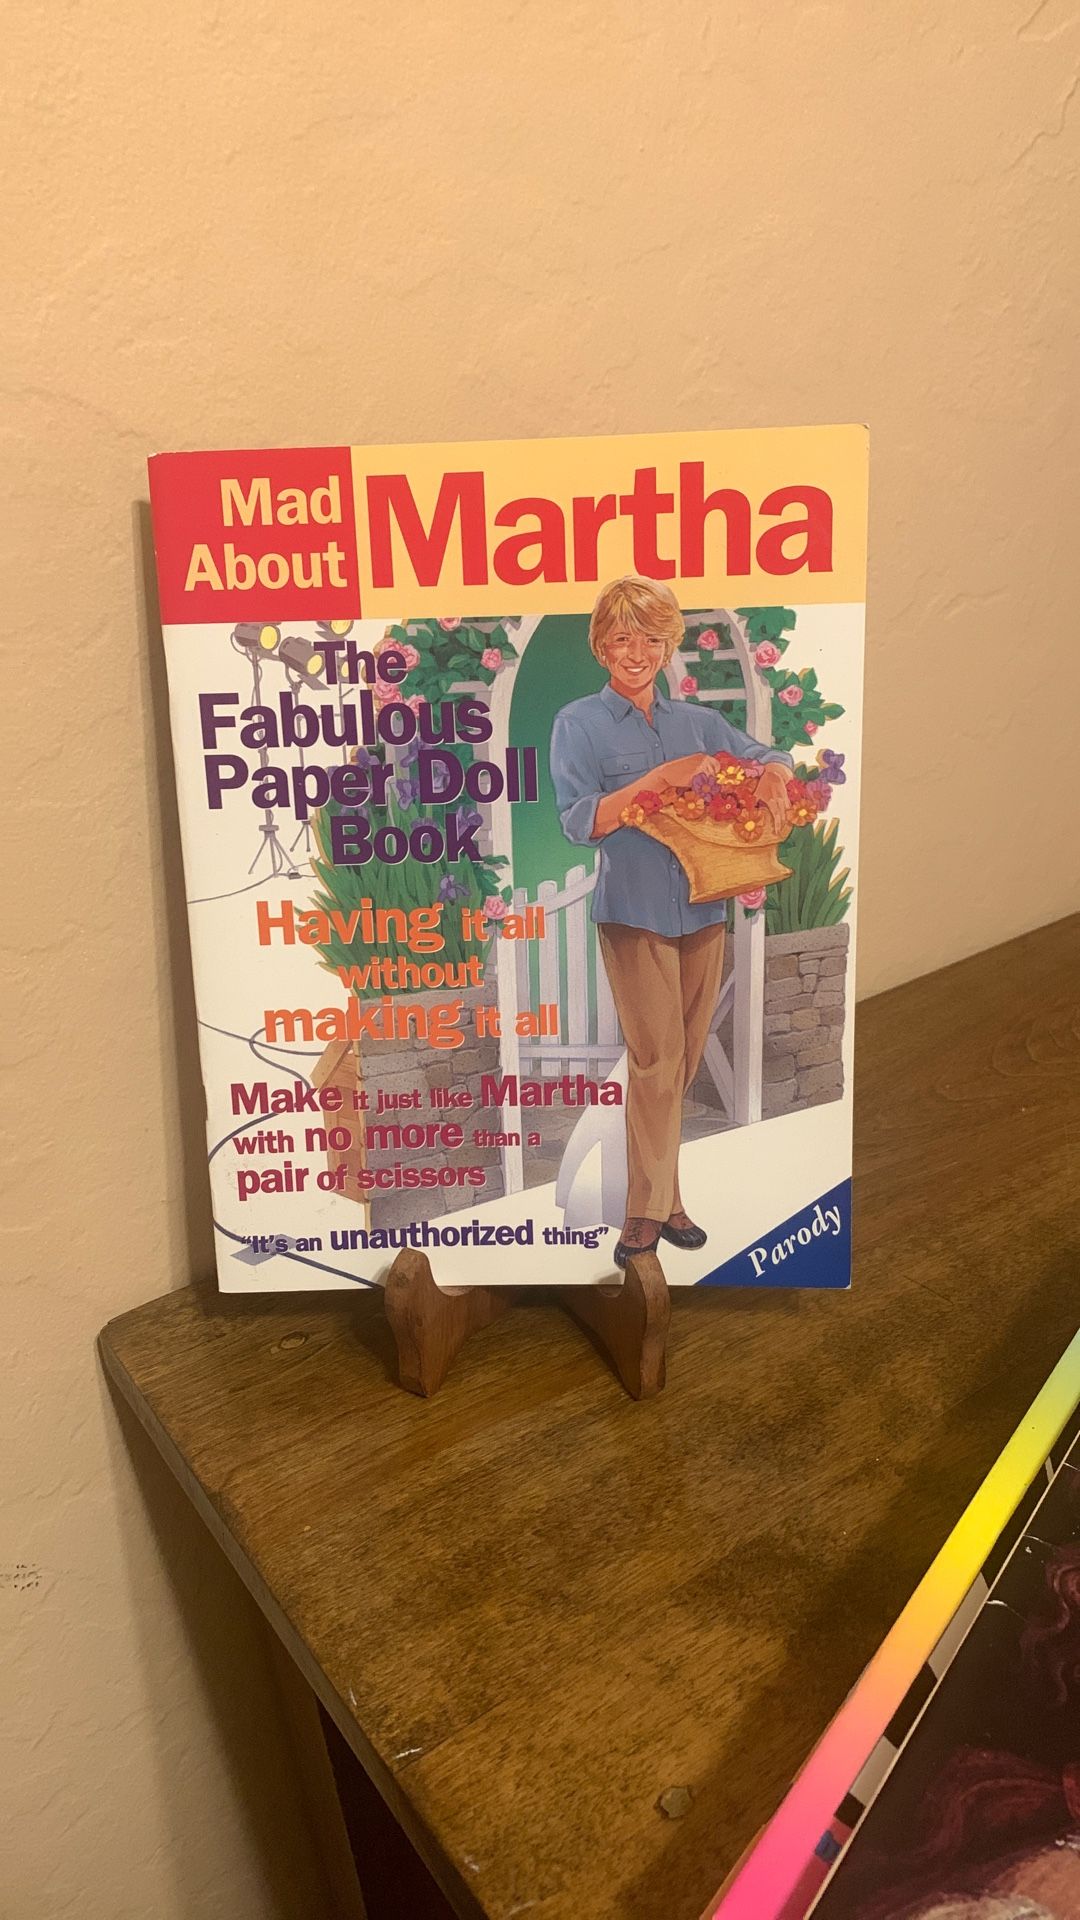 Mad
About
Martha
The
Fabulous
Paper Doll
Book
Having it all
without
making it all
Make it just like Martha
with no more than a
pair of scissors
“It’s an unauthorized thing”
Parody